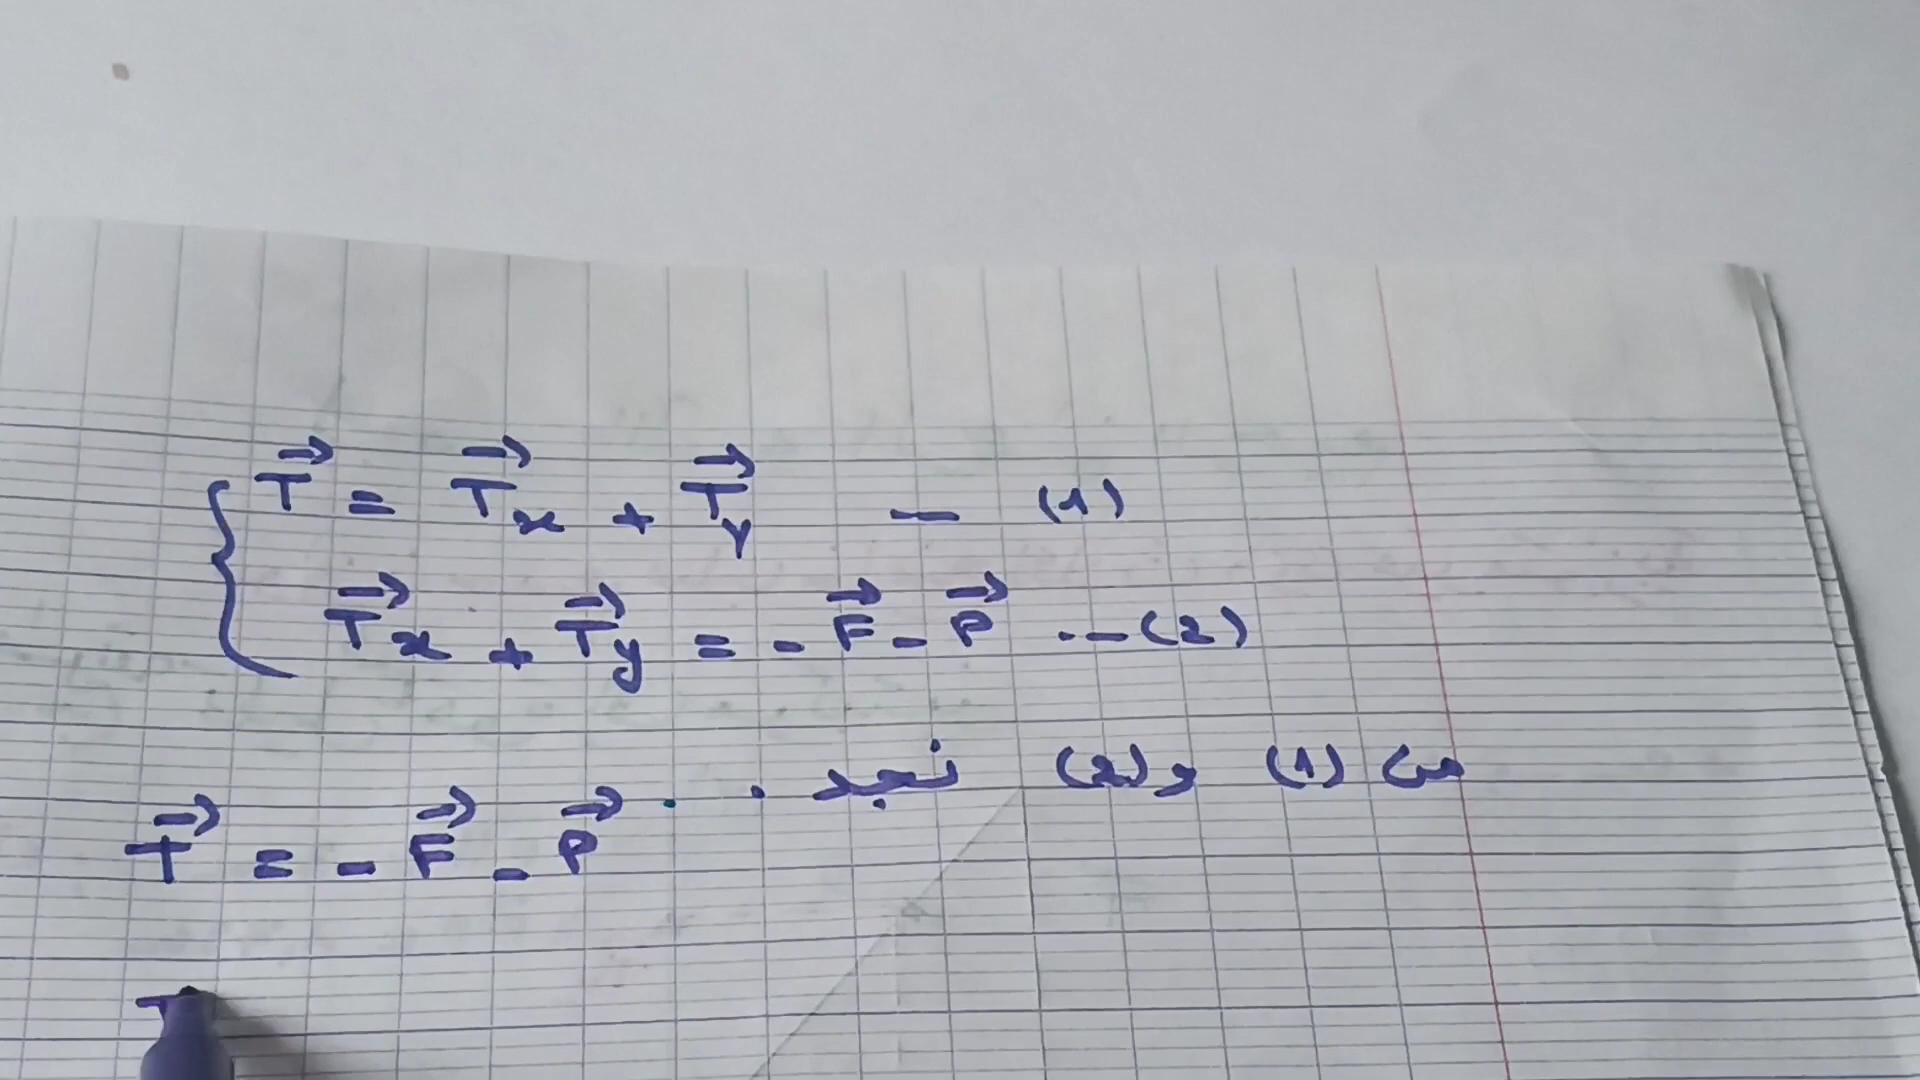 T⃗ = T⃗x + T⃗y — (1)
T⃗x + T⃗y = - F⃗ - P⃗ ..—(2)
من (1) و (2) نجد .
T⃗ = - F⃗ - P⃗